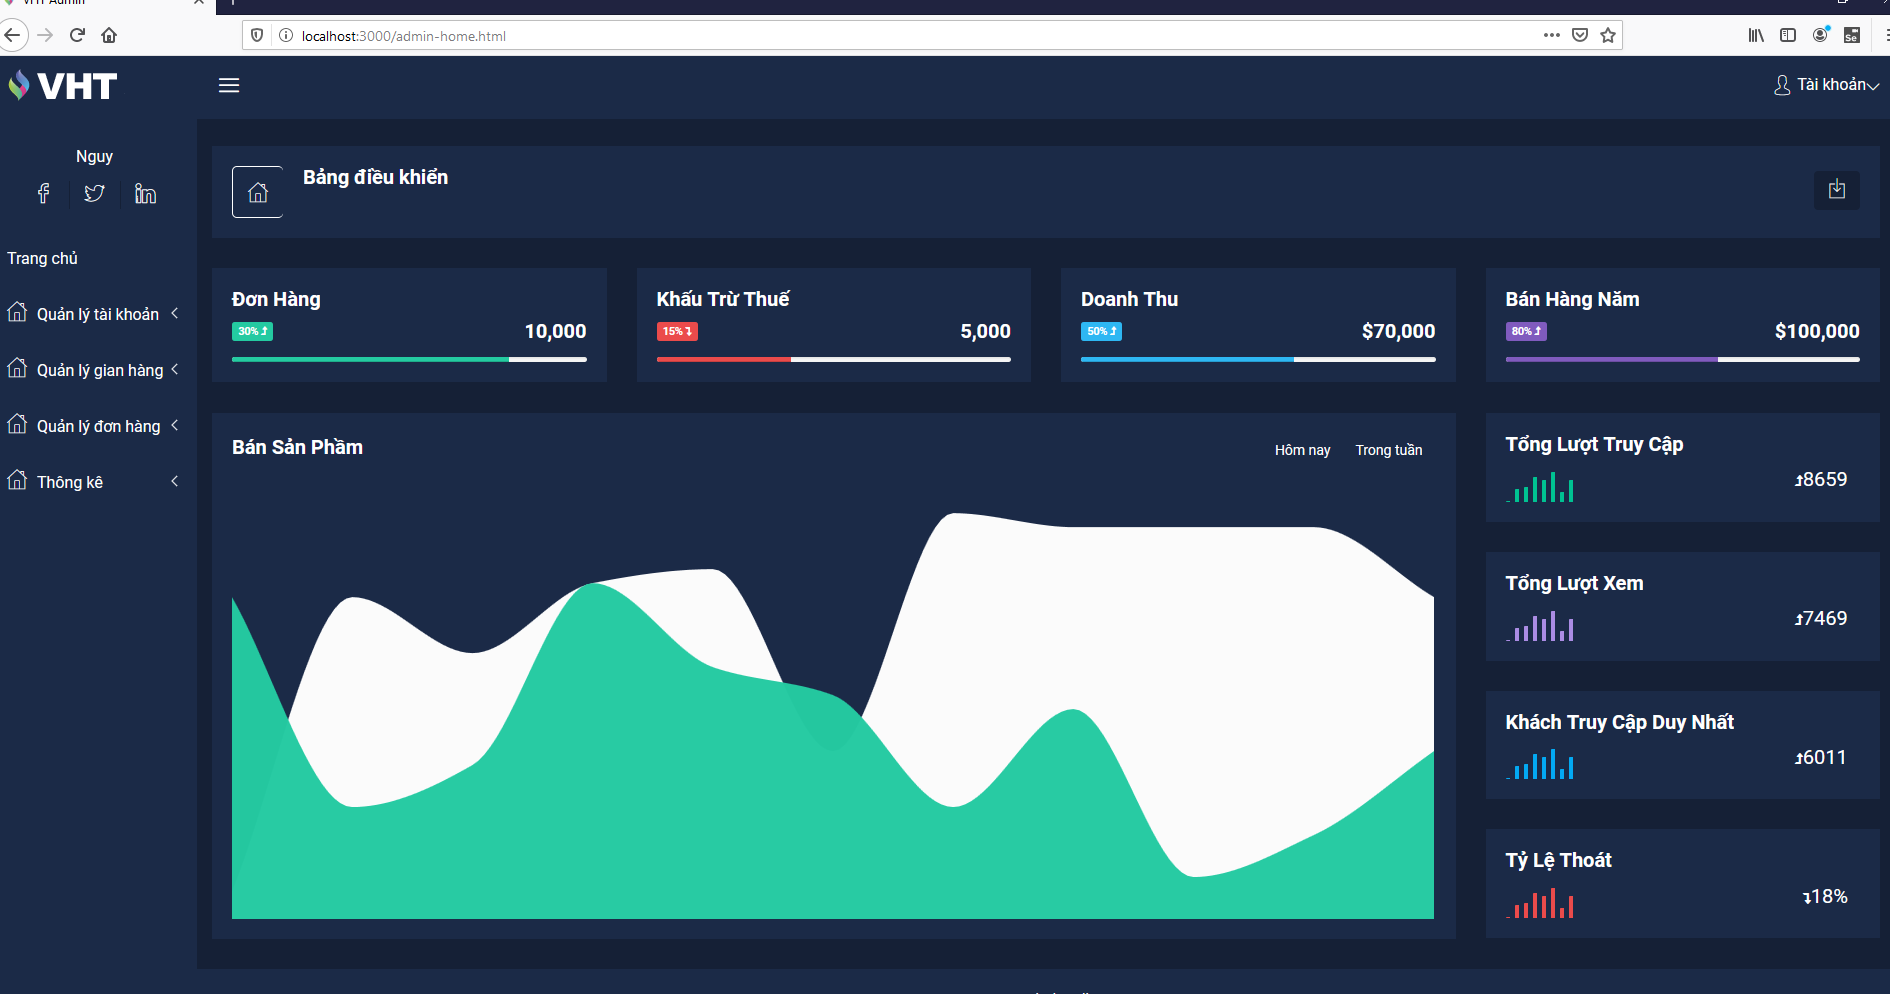 VHT Admin
localhost:3000/admin-home.html
VHT
Tài khoản
Nguy
Trang chủ
Quản lý tài khoản
Quản lý gian hàng
Quản lý đơn hàng
Thông kê
Bảng điều khiển
Đơn Hàng
30%
10,000
Khấu Trừ Thuế
15%
5,000
Doanh Thu
50%
$70,000
Bán Hàng Năm
80%
$100,000
Bán Sản Phầm
Hôm nay
Trong tuần
Tổng Lượt Truy Cập
8659
Tổng Lượt Xem
7469
Khách Truy Cập Duy Nhất
6011
Tỷ Lệ Thoát
18%